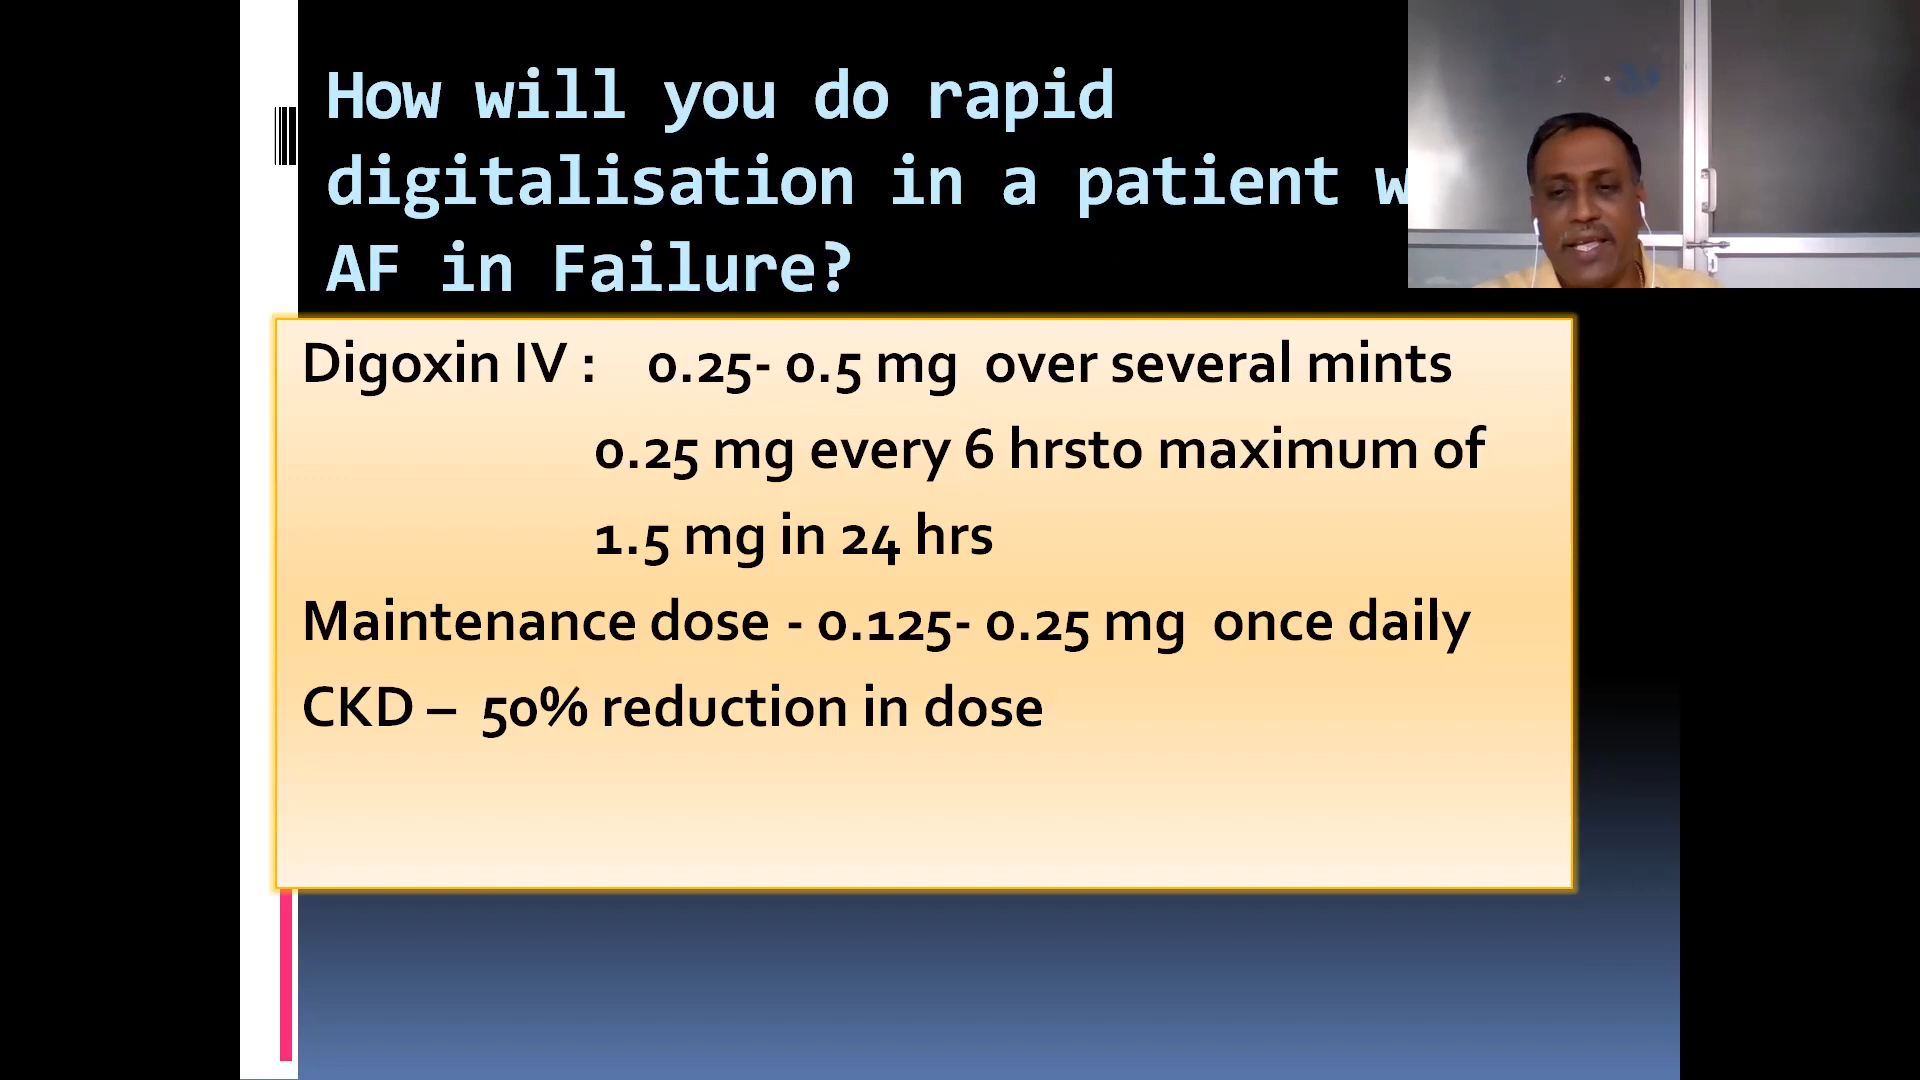 How will you do rapid
digitalisation in a patient
AF in Failure?
Digoxin IV : 0.25- 0.5 mg over several mints
0.25 mg every 6 hrsto maximum of
1.5 mg in 24 hrs
Maintenance dose - 0.125- 0.25 mg once daily
CKD – 50% reduction in dose